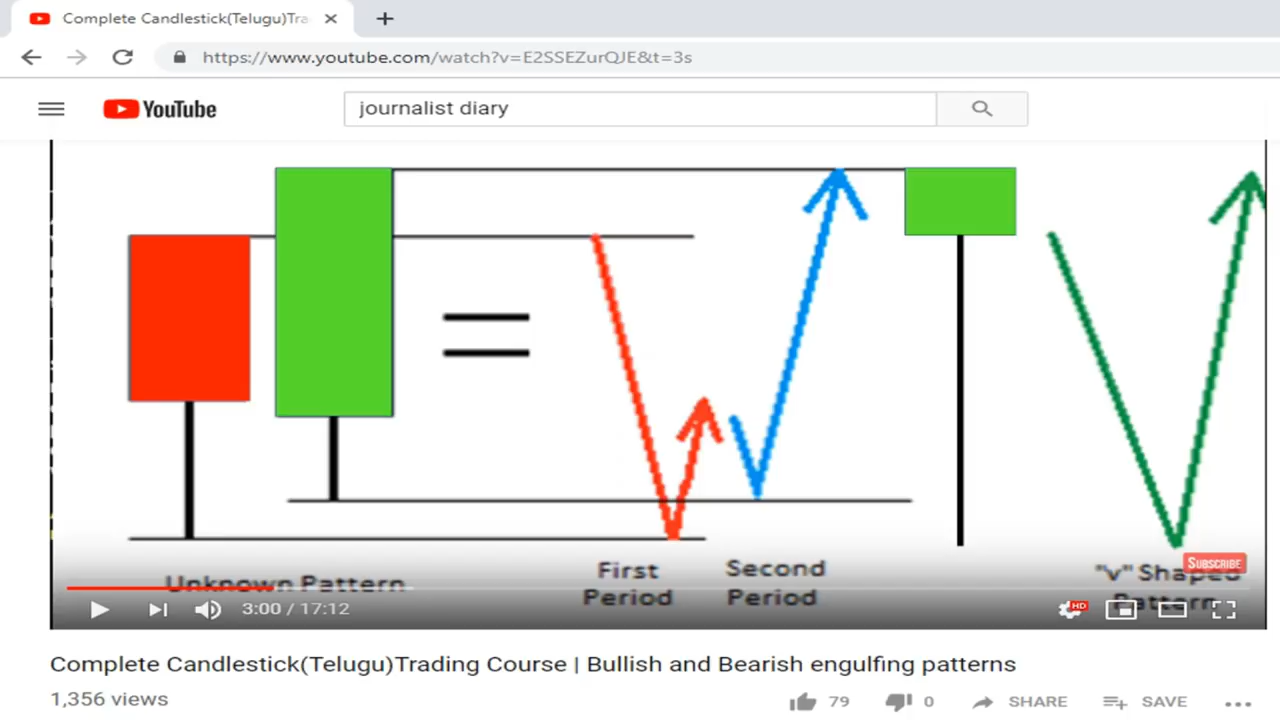 Complete Candlestick(Telugu)Tra
https://www.youtube.com/watch?v=E2SSEZurQJE&t=3s
YouTube
journalist diary
Unknown Pattern
First Period
Second Period
"v" Shaped Pattern
SUBSCRIBE
3:00 / 17:12
HD
Complete Candlestick(Telugu)Trading Course | Bullish and Bearish engulfing patterns
1,356 views
79
0
SHARE
SAVE